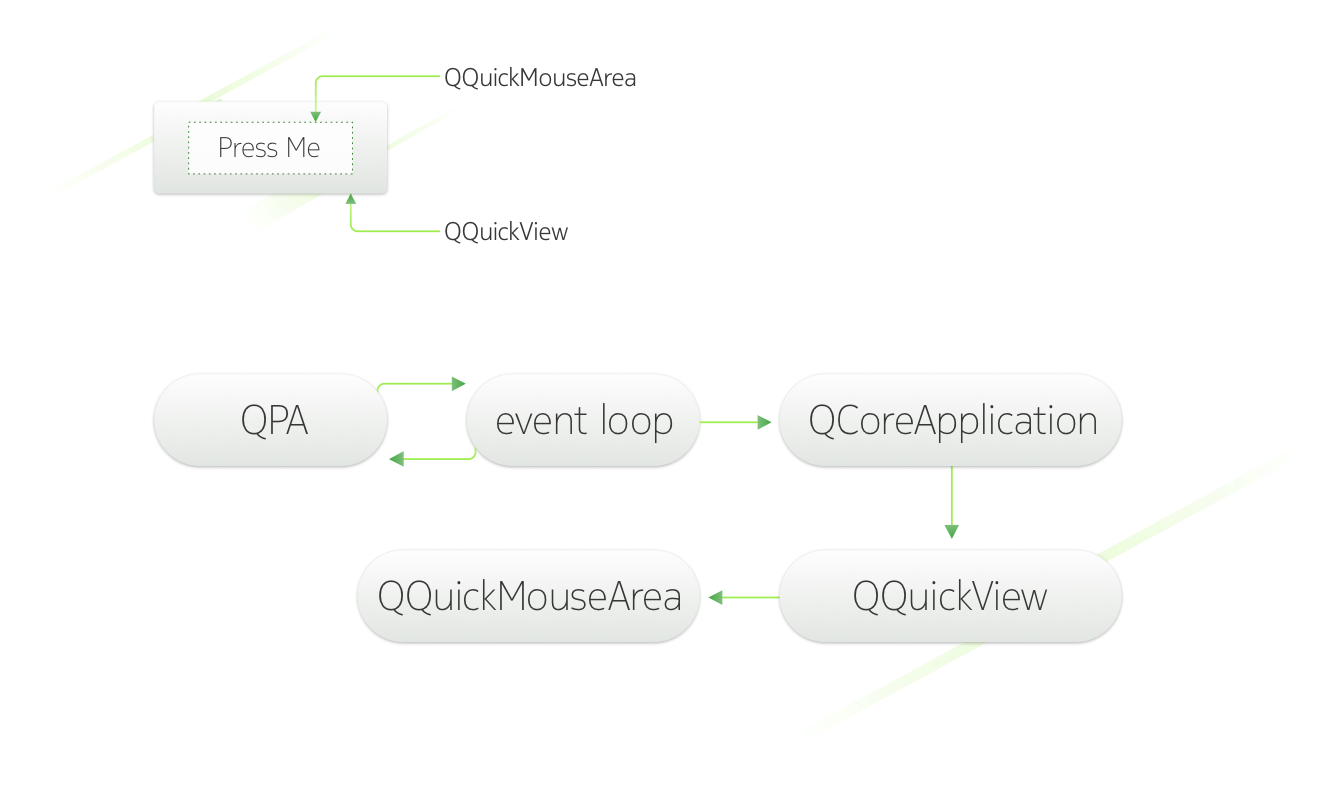 QQuickMouseArea
Press Me
QQuickView
QPA
event loop
QCoreApplication
QQuickMouseArea
QQuickView